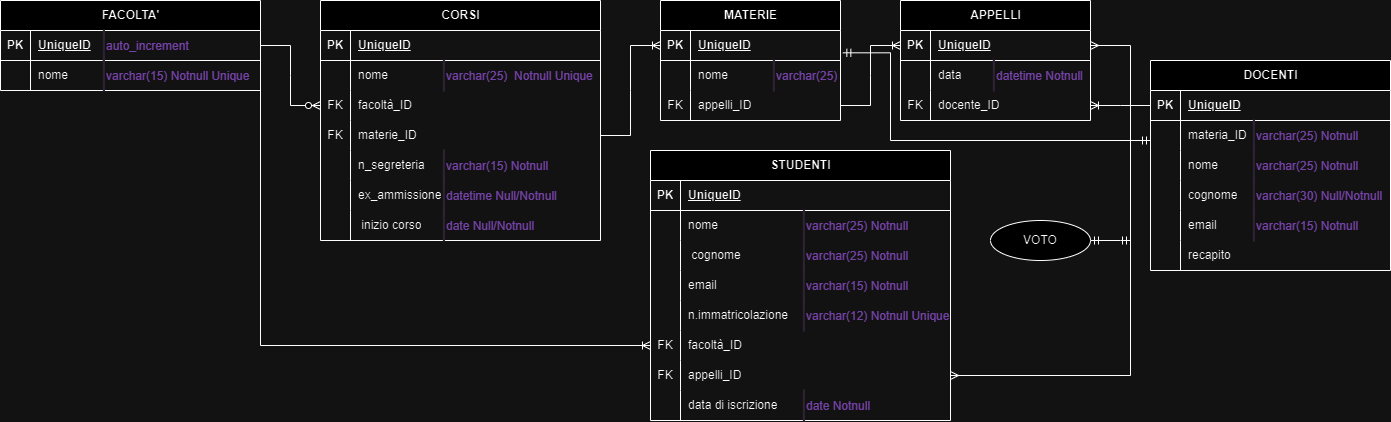 FACOLTA'
PK UniqueID auto_increment
nome varchar(15) Notnull Unique
CORSI
PK UniqueID
nome varchar(25) Notnull Unique
FK facoltà_ID
FK materie_ID
n_segreteria varchar(15) Notnull
ex_ammissione datetime Null/Notnull
inizio corso date Null/Notnull
MATERIE
PK UniqueID
nome varchar(25)
FK appelli_ID
APPELLI
PK UniqueID
data datetime Notnull
FK docente_ID
DOCENTI
PK UniqueID
materia_ID varchar(25) Notnull
nome varchar(25) Notnull
cognome varchar(30) Null/Notnull
email varchar(15) Notnull
recapito
STUDENTI
PK UniqueID
nome varchar(25) Notnull
cognome varchar(25) Notnull
email varchar(15) Notnull
n.immatricolazione varchar(12) Notnull Unique
FK facoltà_ID
FK appelli_ID
data di iscrizione date Notnull
VOTO